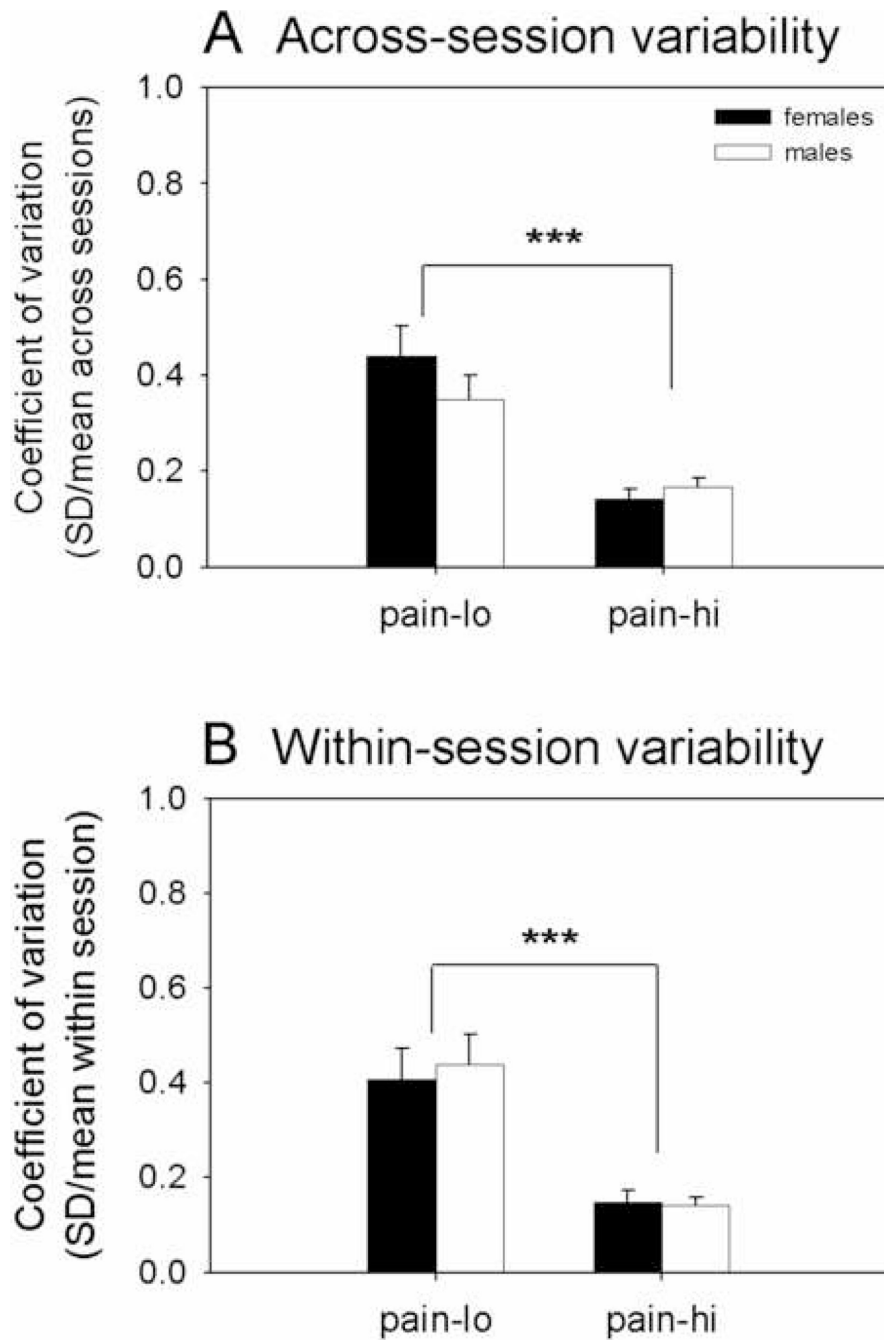 A Across-session variability
Coefficient of variation
(SD/mean across sessions)
1.0
0.8
0.6
0.4
0.2
0.0
females
males
***
pain-lo pain-hi
B Within-session variability
Coefficient of variation
(SD/mean within session)
1.0
0.8
0.6
0.4
0.2
0.0
***
pain-lo pain-hi